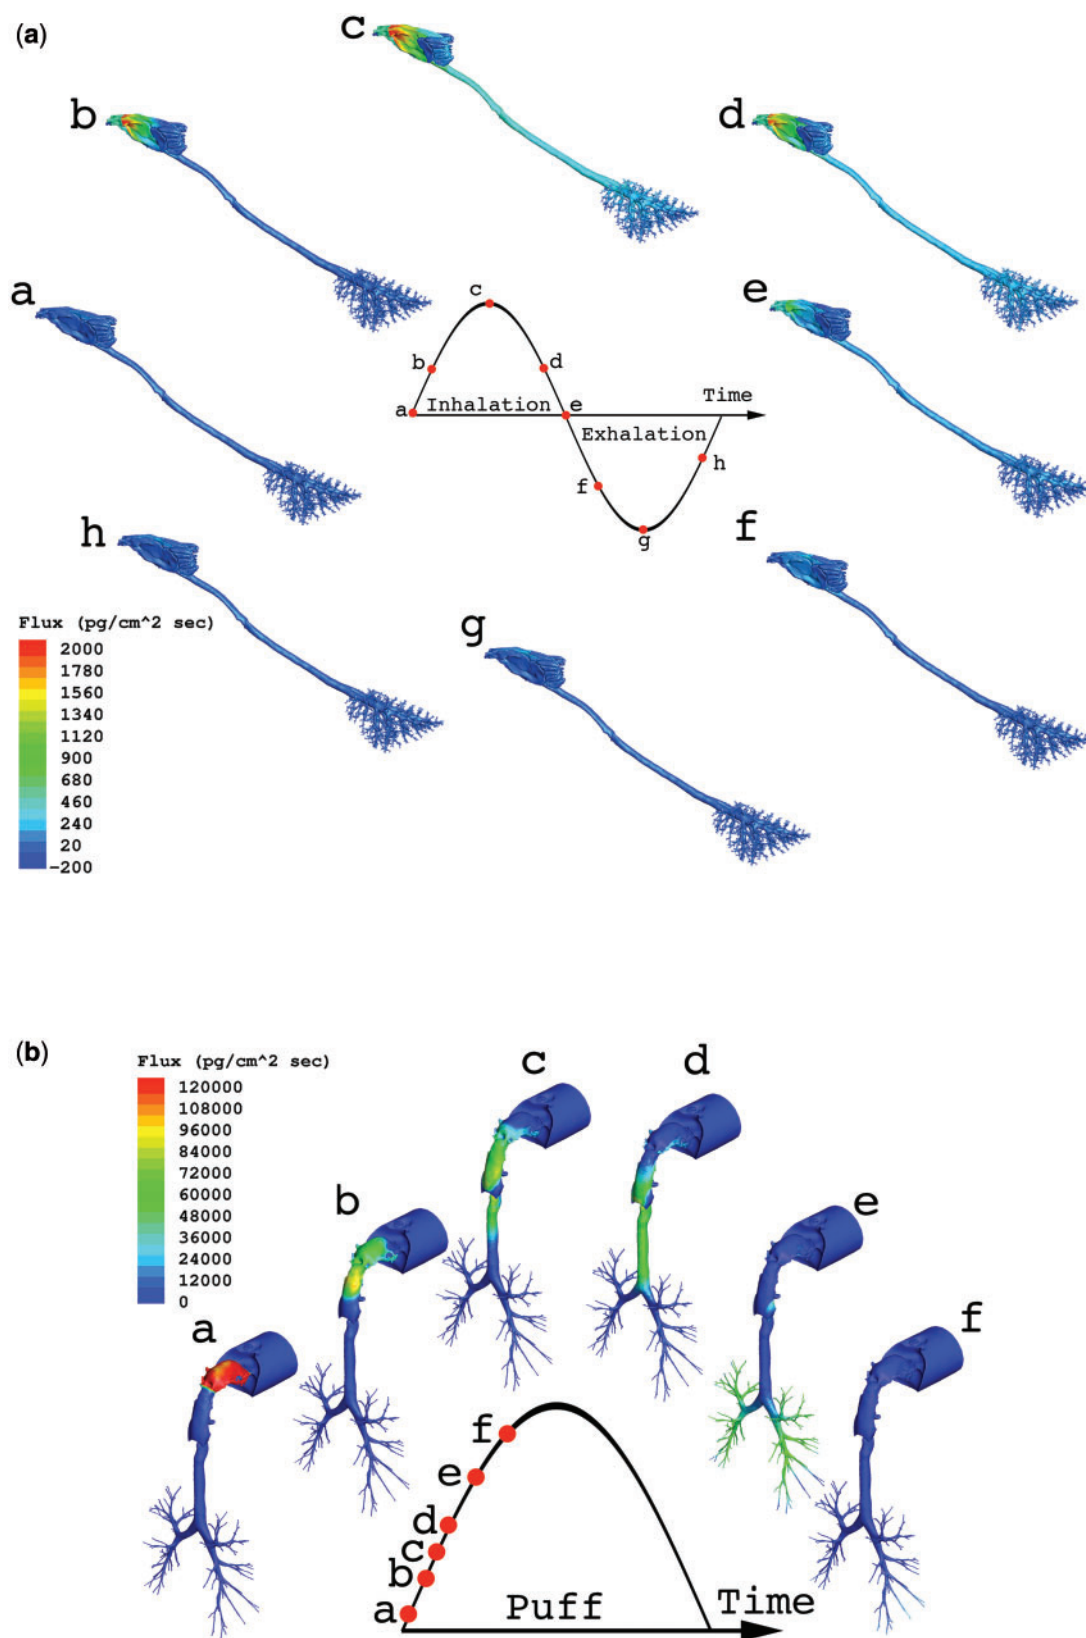 (a)
c
b
d
a
e
c
b
d
a
Inhalation
e
Time
Exhalation
f
h
g
h
f
g
Flux (pg/cm^2 sec)
2000
1780
1560
1340
1120
900
680
460
240
20
-200
(b)
Flux (pg/cm^2 sec)
120000
108000
96000
84000
72000
60000
48000
36000
24000
12000
0
c
d
b
e
a
f
f
e
d
c
b
a
Puff
Time